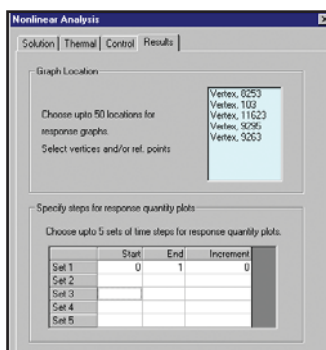 Nonlinear Analysis
Solution Thermal Control Results
Graph Location
Choose upto 50 locations for
response graphs.
Select vertices and/or ref. points
Vertex, 8253
Vertex, 103
Vertex, 11623
Vertex, 9295
Vertex, 9263
Specify steps for response quantity plots
Choose upto 5 sets of time steps for response quantity plots.
Start End Increment
Set 1 0 1 0
Set 2
Set 3
Set 4
Set 5